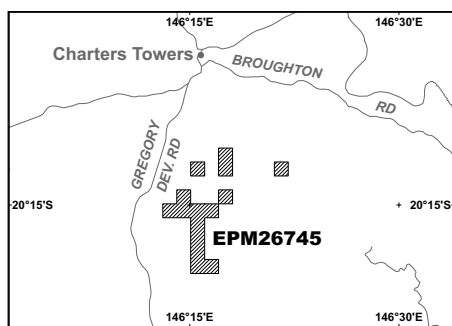 146°15'E 146°30'E
Charters Towers
BROUGHTON
RD
GREGORY
DEV. RD
20°15'S 20°15'S
EPM26745
146°15'E 146°30'E